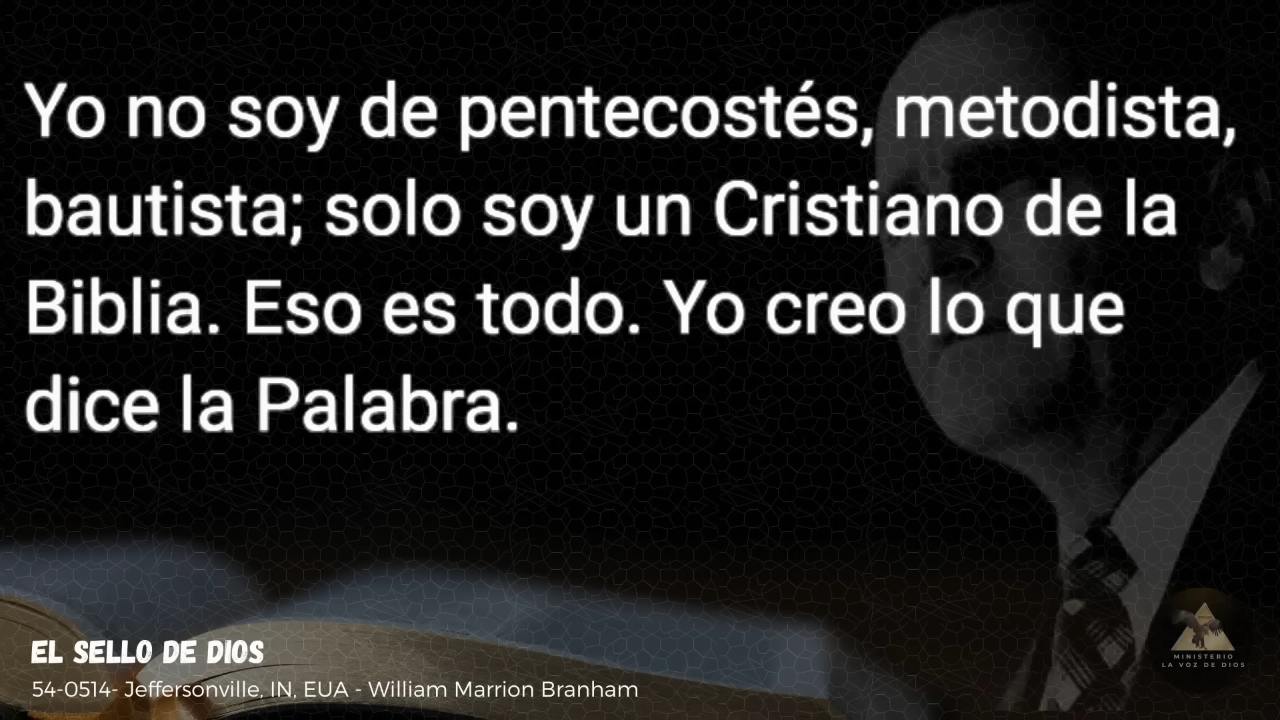 Yo no soy de pentecostés, metodista,
bautista; solo soy un Cristiano de la
Biblia. Eso es todo. Yo creo lo que
dice la Palabra.
EL SELLO DE DIOS
54-0514- Jeffersonville, IN, EUA - William Marrion Branham
MINISTERIO
LA VOZ DE DIOS